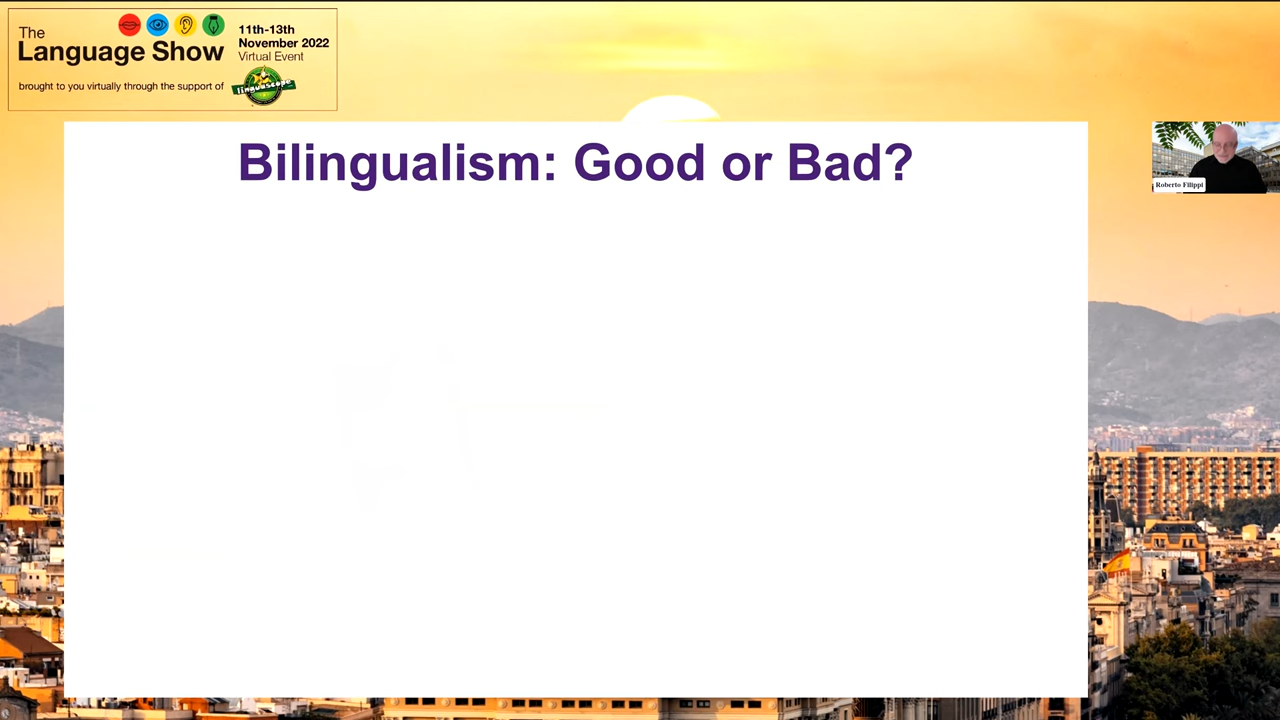 The
Language Show
11th-13th
November 2022
Virtual Event
brought to you virtually through the support of
linguascope
Bilingualism: Good or Bad?
Roberto Filippi